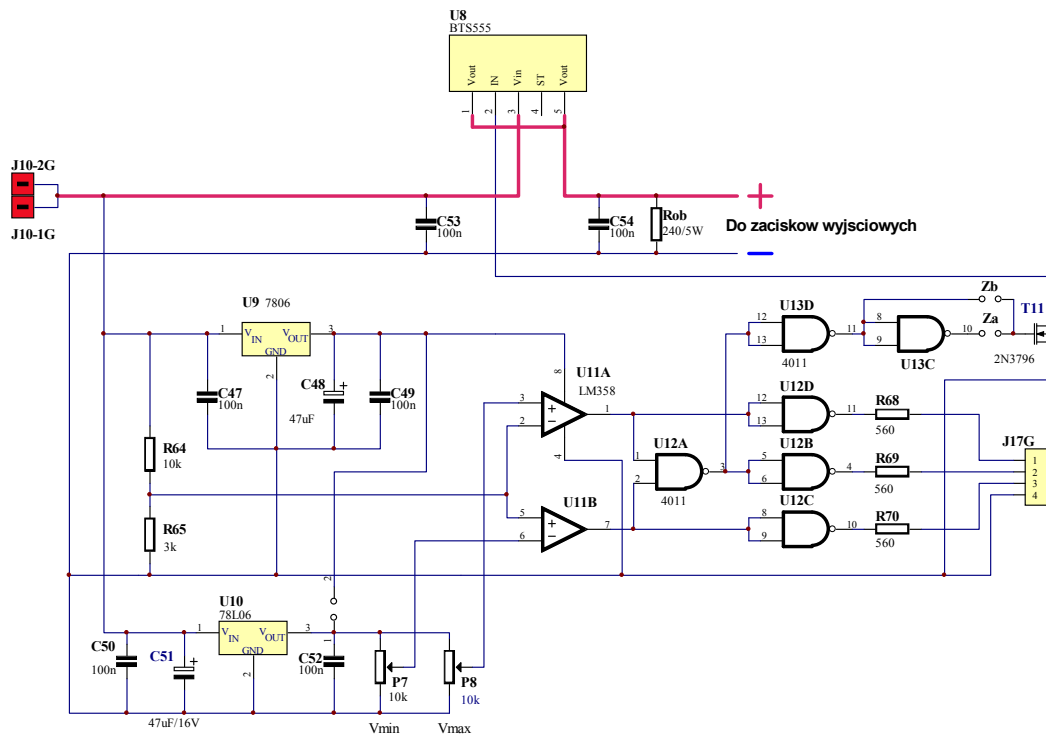 U8
BTS555
Vout
IN
Vin
ST
Vout
1
2
3
4
5
J10-2G
J10-1G
C53
100n
C54
100n
Rob
240/5W
Do zaciskow wyjsciowych
U9 7806
1
VIN
VOUT
3
GND
2
C47
100n
C48
47uF
C49
100n
R64
10k
R65
3k
U11A
LM358
8
3
2
1
4
U11B
5
6
7
U12A
1
2
3
4011
U13D
12
13
11
4011
U13C
8
9
10
Zb
Za
T11
2N3796
U12D
12
13
11
R68
560
U12B
5
6
4
R69
560
U12C
8
9
10
R70
560
J17G
1
2
3
4
U10
78L06
1
VIN
VOUT
3
GND
2
2
1
C50
100n
C51
47uF/16V
C52
100n
P7
10k
P8
10k
Vmin
Vmax